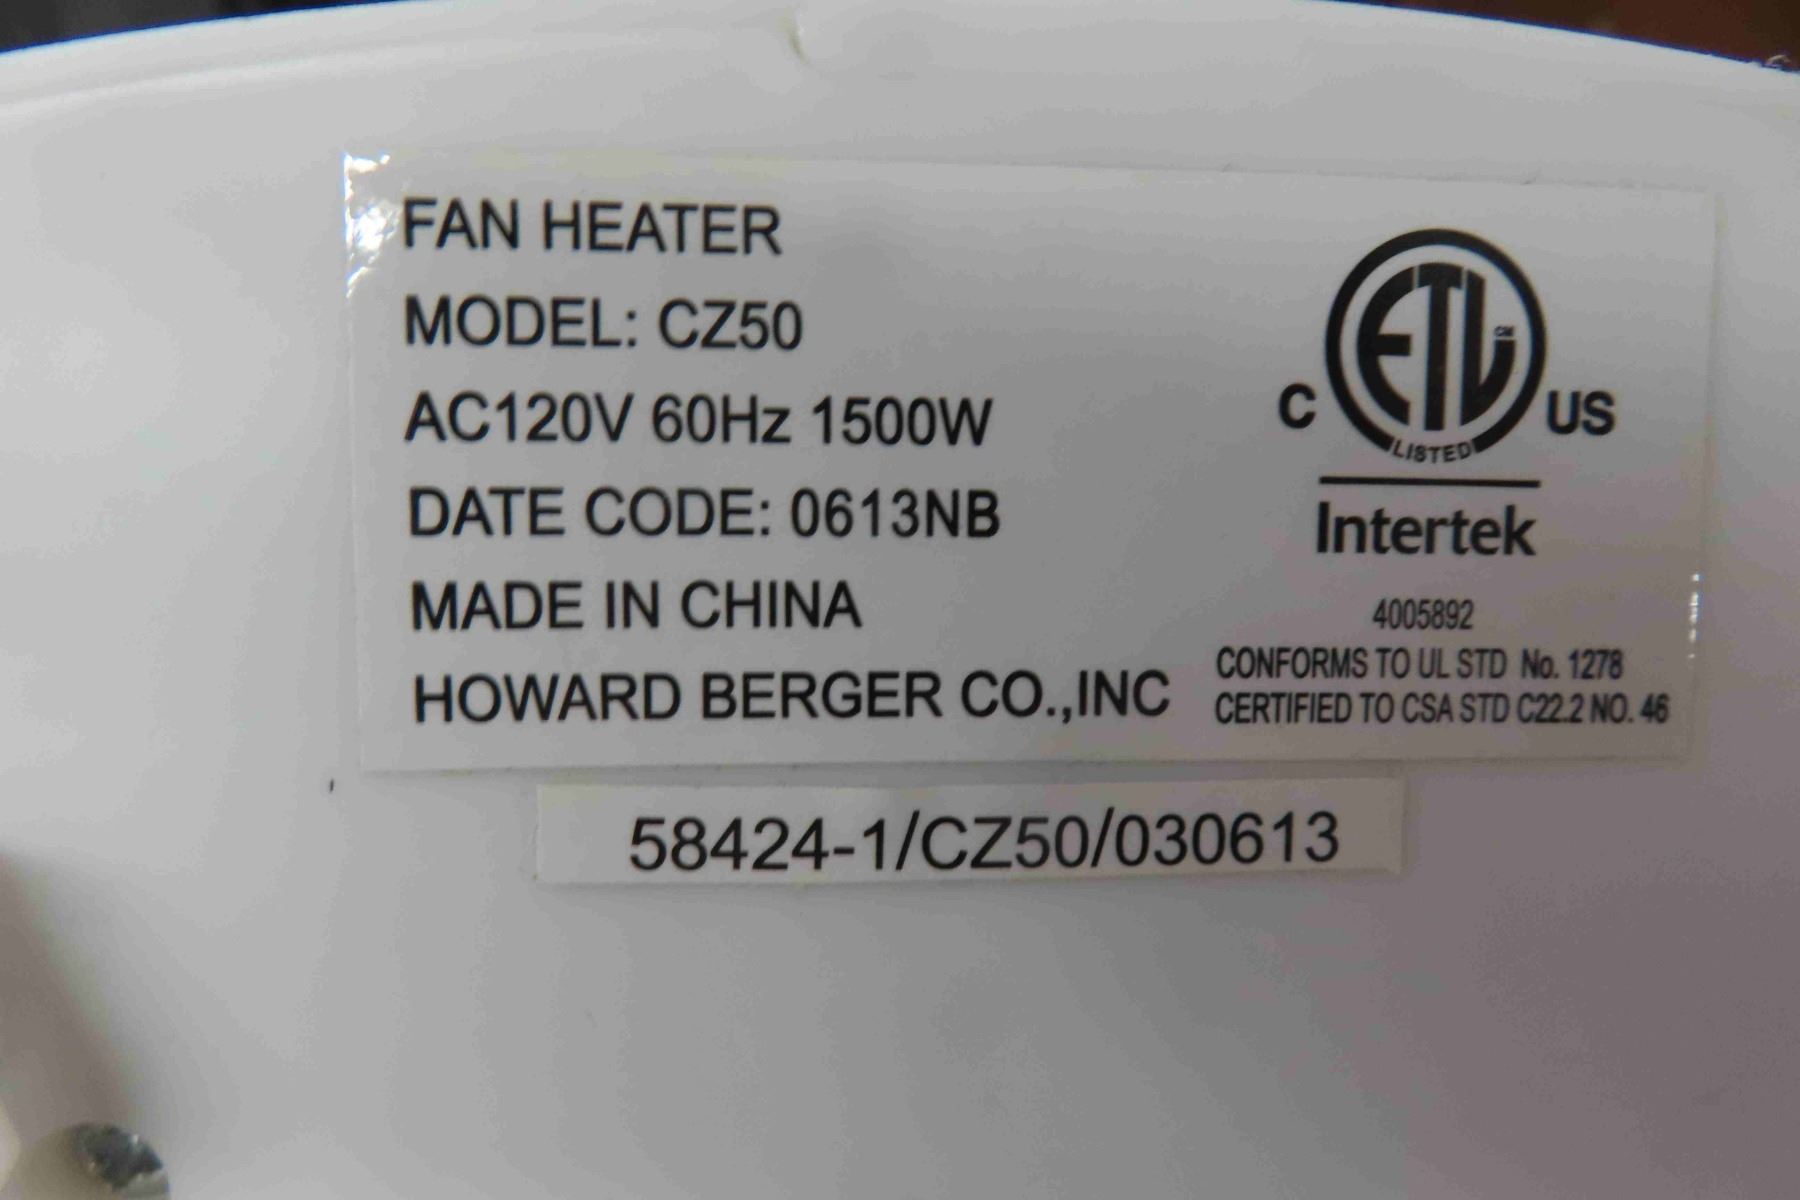 FAN HEATER
MODEL: CZ50
AC120V 60Hz 1500W
DATE CODE: 0613NB
MADE IN CHINA
HOWARD BERGER CO.,INC
C ETL CM US
LISTED
Intertek
4005892
CONFORMS TO UL STD No. 1278
CERTIFIED TO CSA STD C22.2 NO. 46
58424-1/CZ50/030613